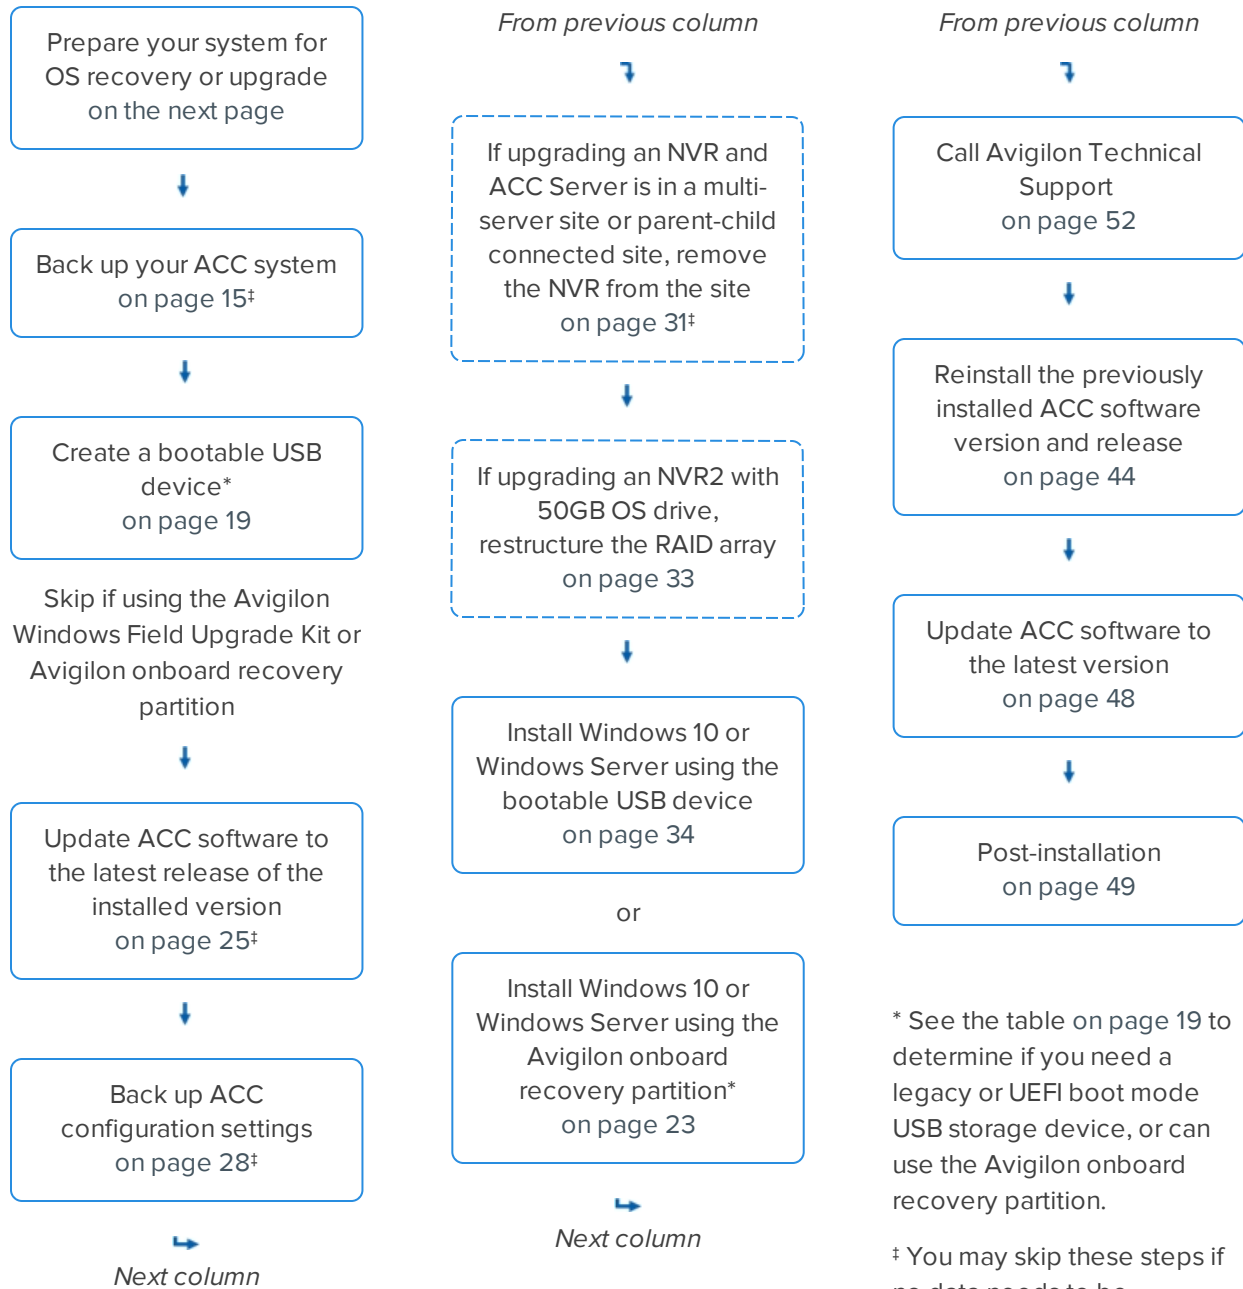 Prepare your system for
OS recovery or upgrade
on the next page
Back up your ACC system
on page 15‡
Create a bootable USB
device*
on page 19
Skip if using the Avigilon
Windows Field Upgrade Kit or
Avigilon onboard recovery
partition
Update ACC software to
the latest release of the
installed version
on page 25‡
Back up ACC
configuration settings
on page 28‡
Next column
From previous column
If upgrading an NVR and
ACC Server is in a multi-
server site or parent-child
connected site, remove
the NVR from the site
on page 31‡
If upgrading an NVR2 with
50GB OS drive,
restructure the RAID array
on page 33
Install Windows 10 or
Windows Server using the
bootable USB device
on page 34
or
Install Windows 10 or
Windows Server using the
Avigilon onboard
recovery partition*
on page 23
Next column
From previous column
Call Avigilon Technical
Support
on page 52
Reinstall the previously
installed ACC software
version and release
on page 44
Update ACC software to
the latest version
on page 48
Post-installation
on page 49
* See the table on page 19 to
determine if you need a
legacy or UEFI boot mode
USB storage device, or can
use the Avigilon onboard
recovery partition.
‡ You may skip these steps if
no data needs to be